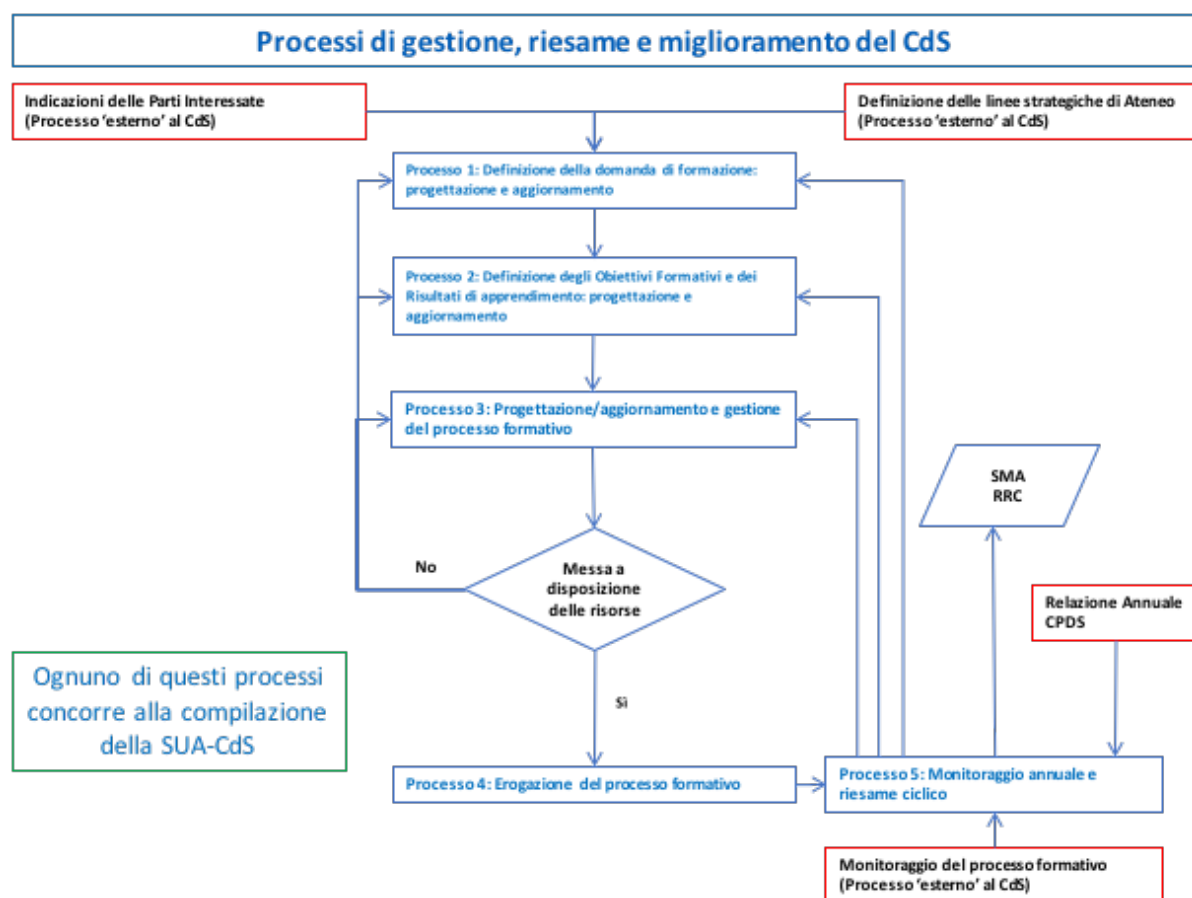 Processi di gestione, riesame e miglioramento del CdS
Indicazioni delle Parti Interessate
(Processo ‘esterno’ al CdS)
Definizione delle linee strategiche di Ateneo
(Processo ‘esterno’ al CdS)
Processo 1: Definizione della domanda di formazione:
progettazione e aggiornamento
Processo 2: Definizione degli Obiettivi Formativi e dei
Risultati di apprendimento: progettazione e
aggiornamento
Processo 3: Progettazione/aggiornamento e gestione
del processo formativo
SMA
RRC
No
Messa a
disposizione
delle risorse
Relazione Annuale
CPDS
Ognuno di questi processi
concorre alla compilazione
della SUA-CdS
Sì
Processo 4: Erogazione del processo formativo
Processo 5: Monitoraggio annuale e
riesame ciclico
Monitoraggio del processo formativo
(Processo ‘esterno’ al CdS)